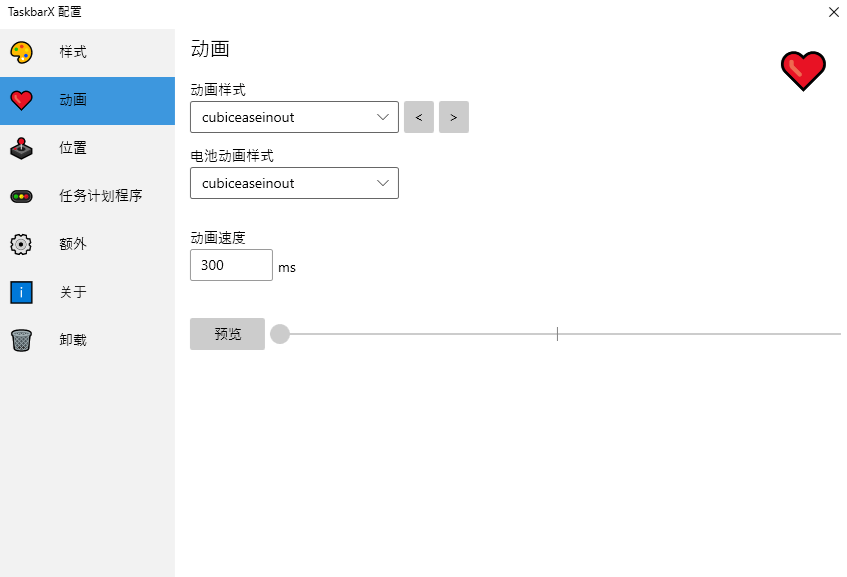 TaskbarX 配置
样式
动画
位置
任务计划程序
额外
关于
卸载
动画
动画样式
cubiceaseinout
<
>
电池动画样式
cubiceaseinout
动画速度
300 ms
预览